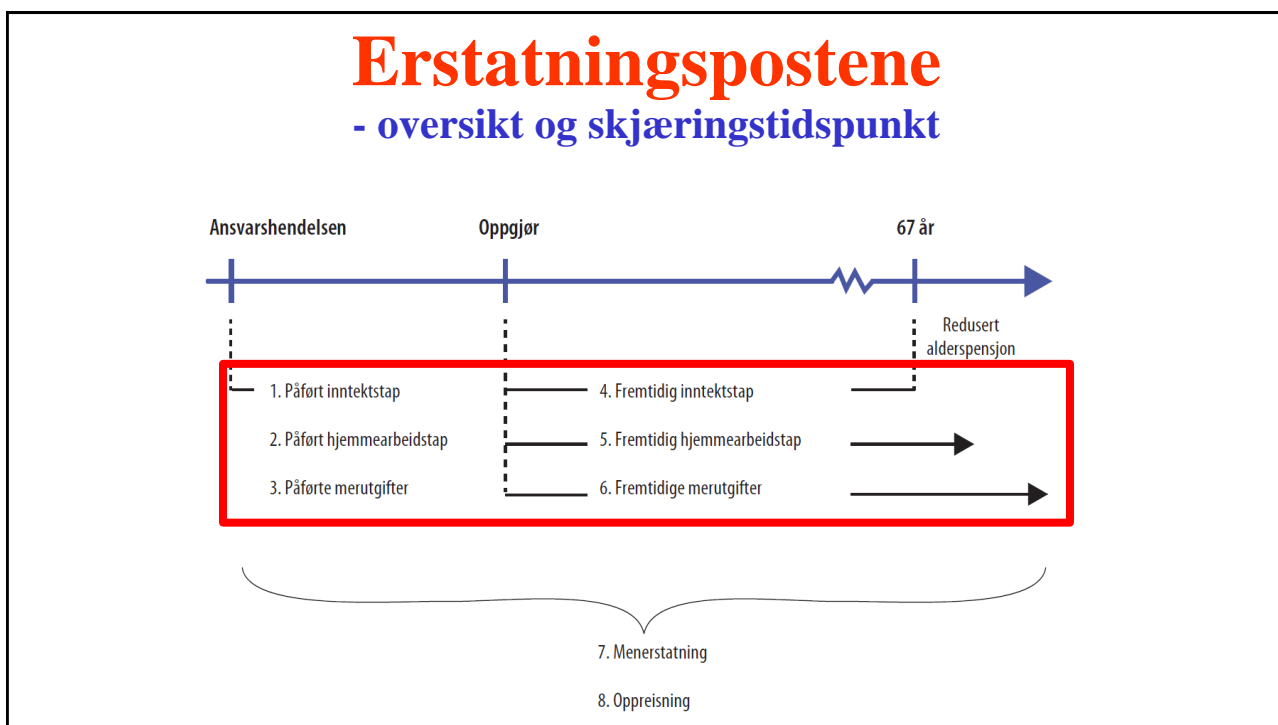 Erstatningspostene
- oversikt og skjæringstidspunkt
Ansvarshendelsen
Oppgjør
67 år
Redusert
alderspensjon
1. Påført inntektstap
4. Fremtidig inntektstap
2. Påført hjemmearbeidstap
5. Fremtidig hjemmearbeidstap
3. Påførte merutgifter
6. Fremtidige merutgifter
7. Menerstatning
8. Oppreisning